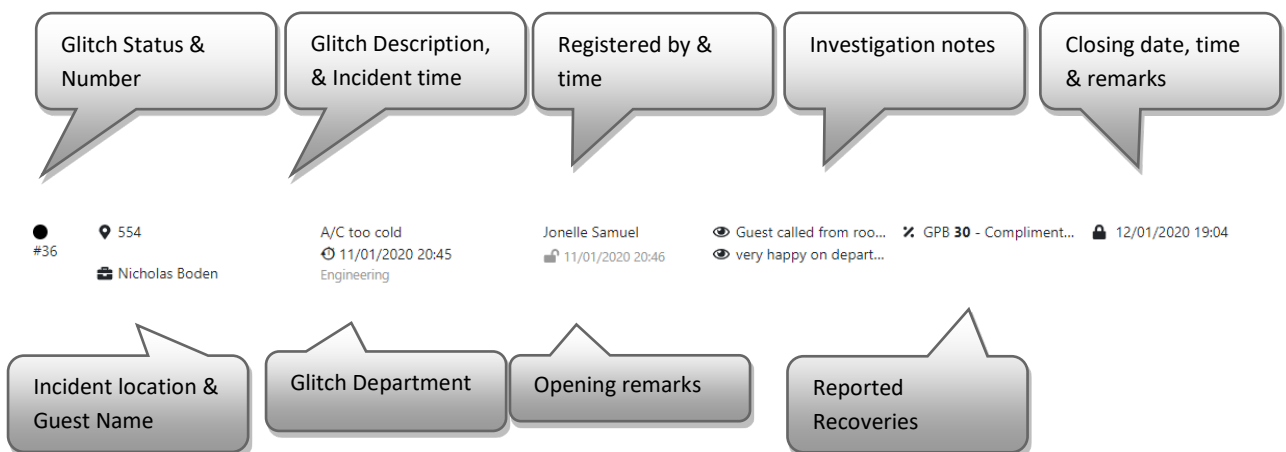 Glitch Status &
Number
Glitch Description,
& Incident time
Registered by &
time
Investigation notes
Closing date, time
& remarks
#36
554
Nicholas Boden
A/C too cold
11/01/2020 20:45
Engineering
Jonelle Samuel
11/01/2020 20:46
Guest called from roo...
very happy on depart...
GPB 30 - Compliment...
12/01/2020 19:04
Incident location &
Guest Name
Glitch Department
Opening remarks
Reported
Recoveries